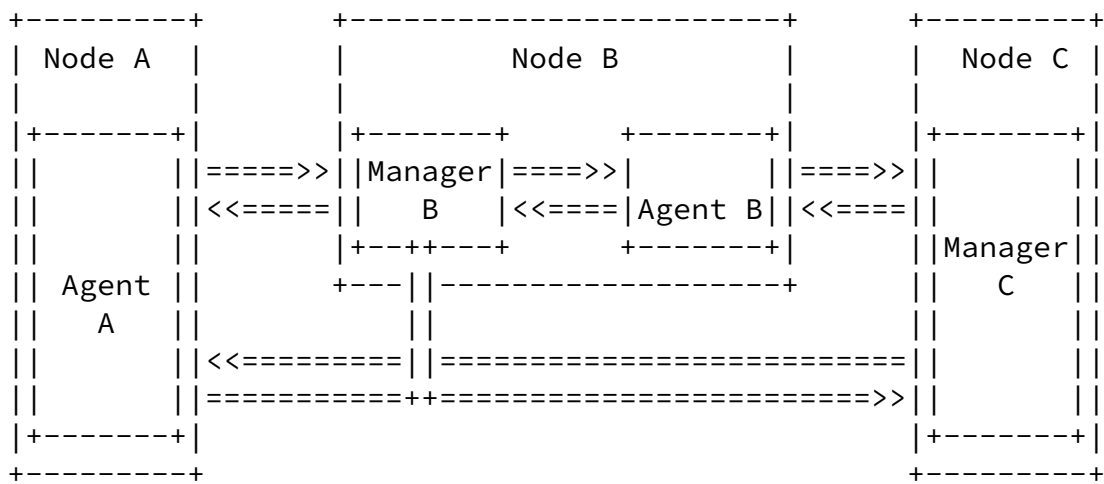 Node A Node B Node C
Manager
B Agent B
Manager
Agent C
A